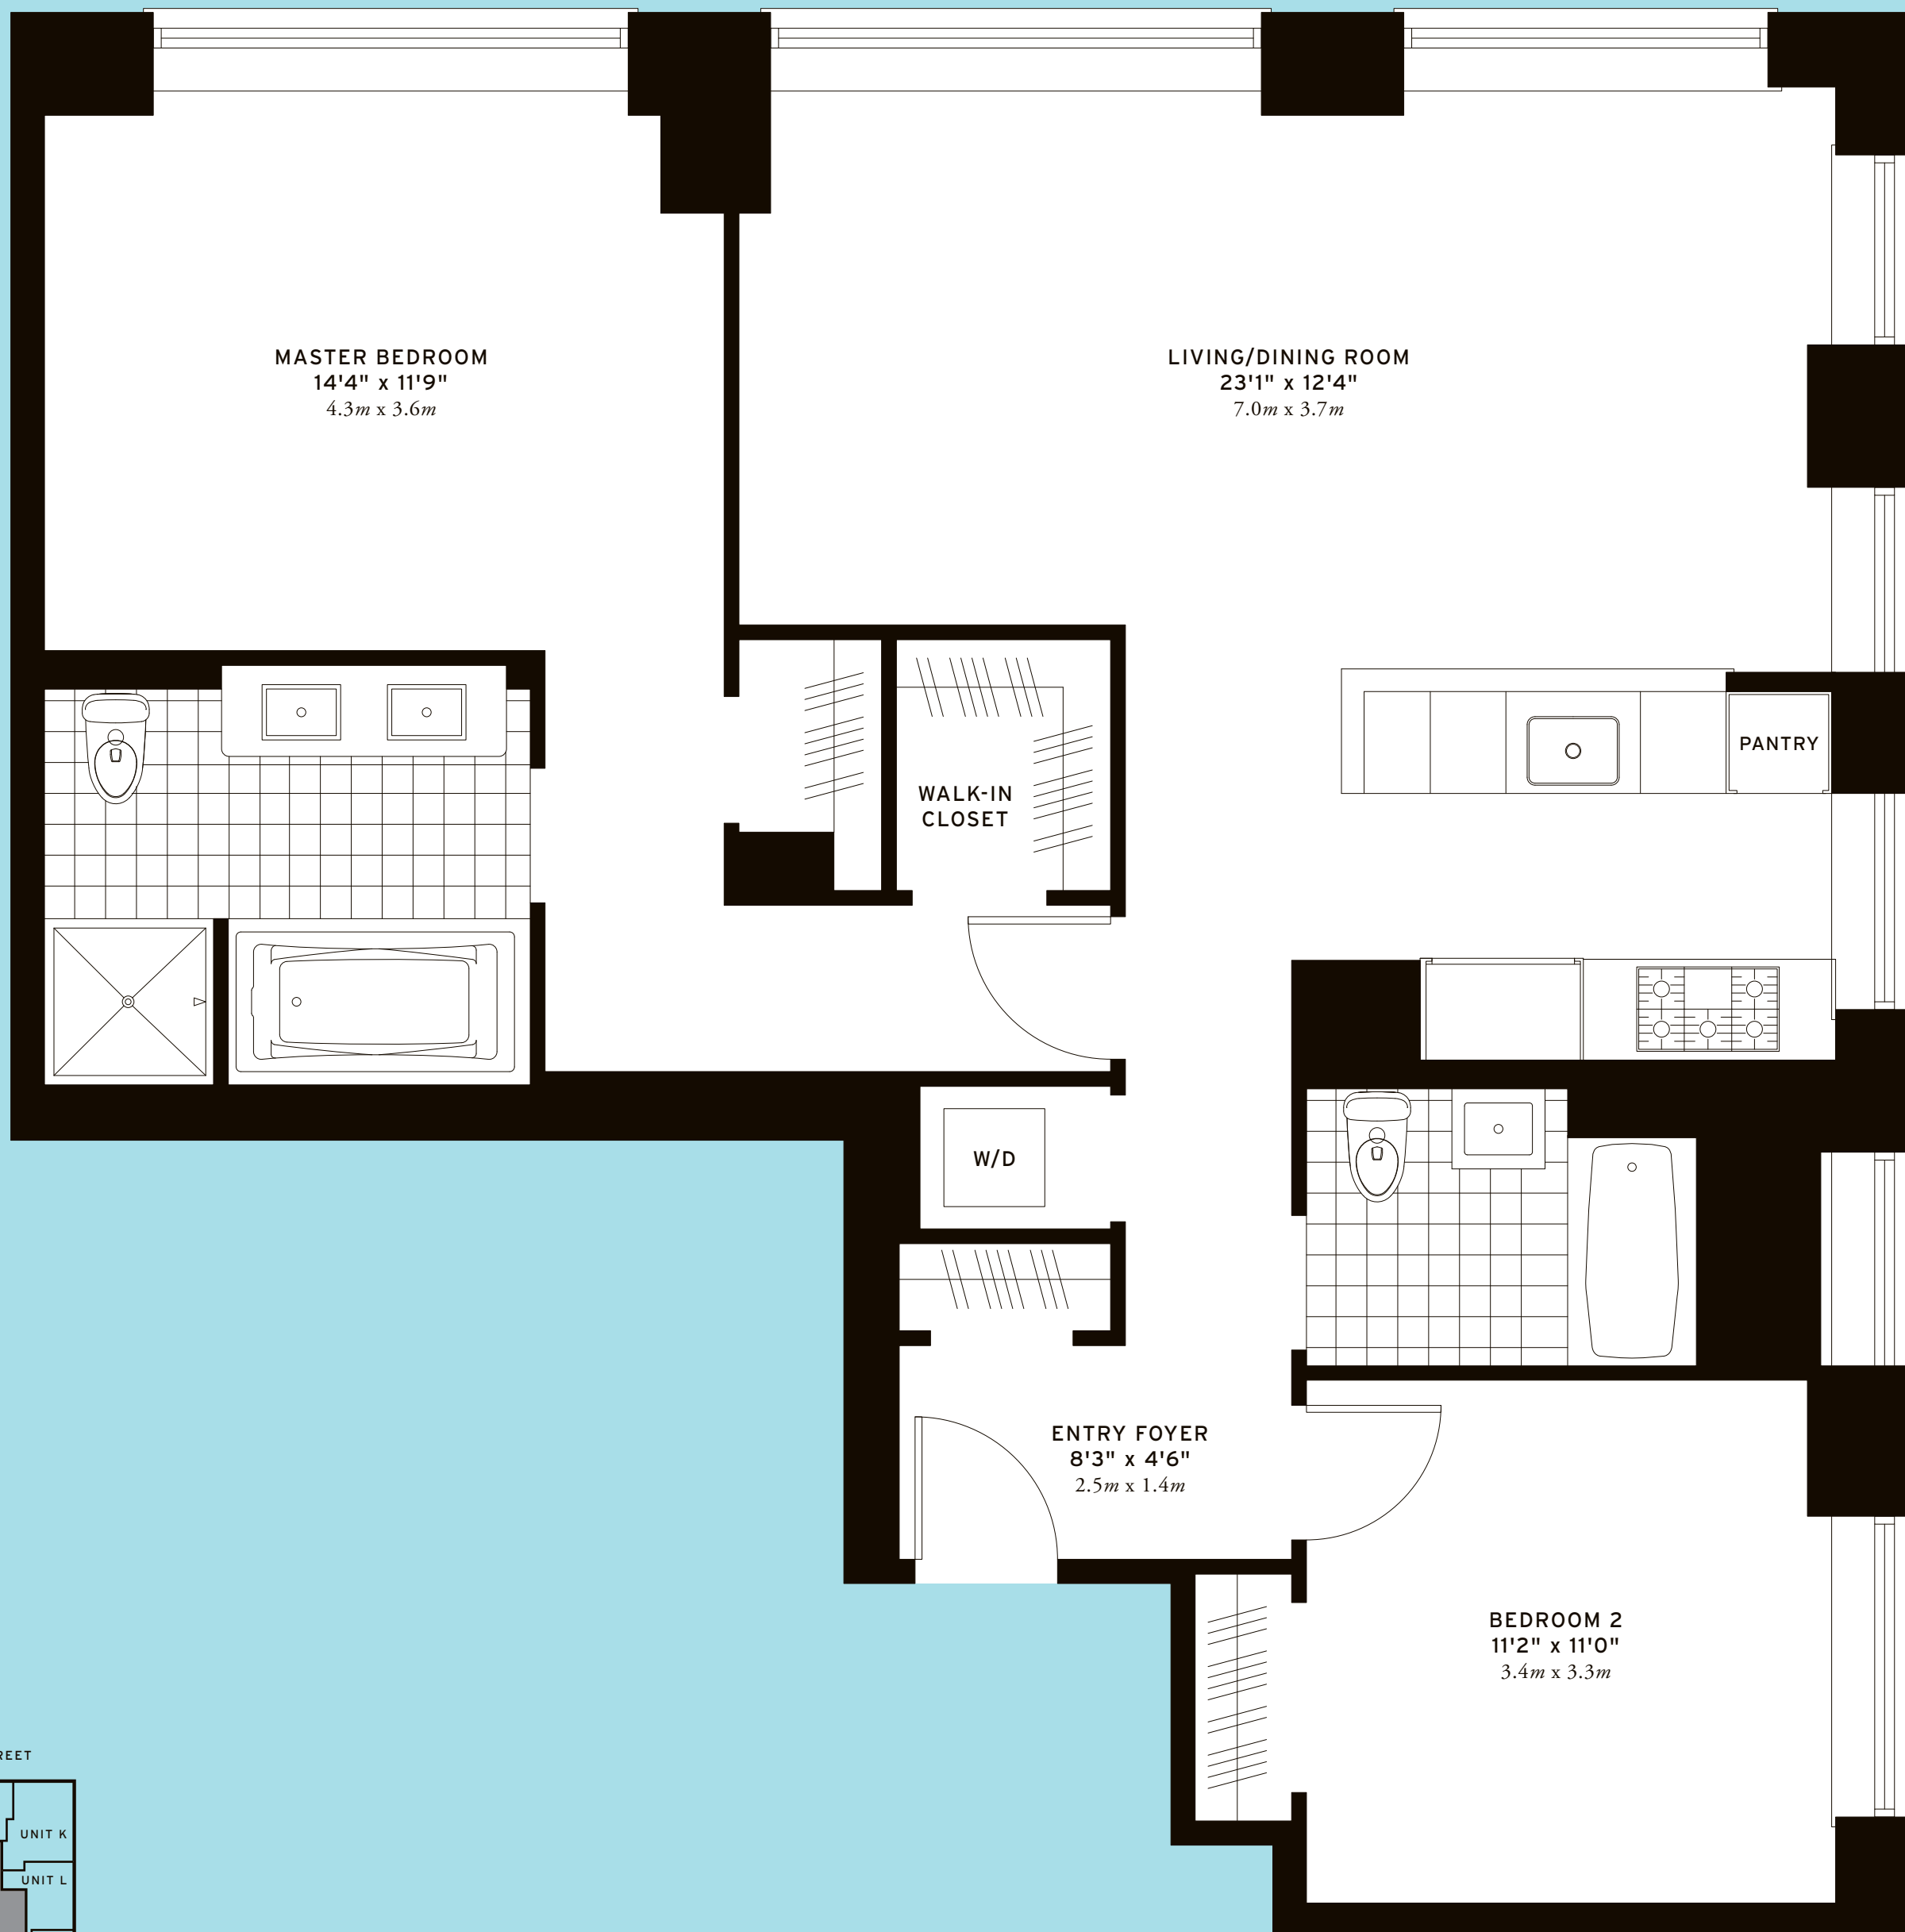 MASTER BEDROOM
14'4" x 11'9"
4.3m x 3.6m
LIVING/DINING ROOM
23'1" x 12'4"
7.0m x 3.7m
PANTRY
WALK-IN
CLOSET
W/D
ENTRY FOYER
8'3" x 4'6"
2.5m x 1.4m
BEDROOM 2
11'2" x 11'0"
3.4m x 3.3m
UNIT K
UNIT L